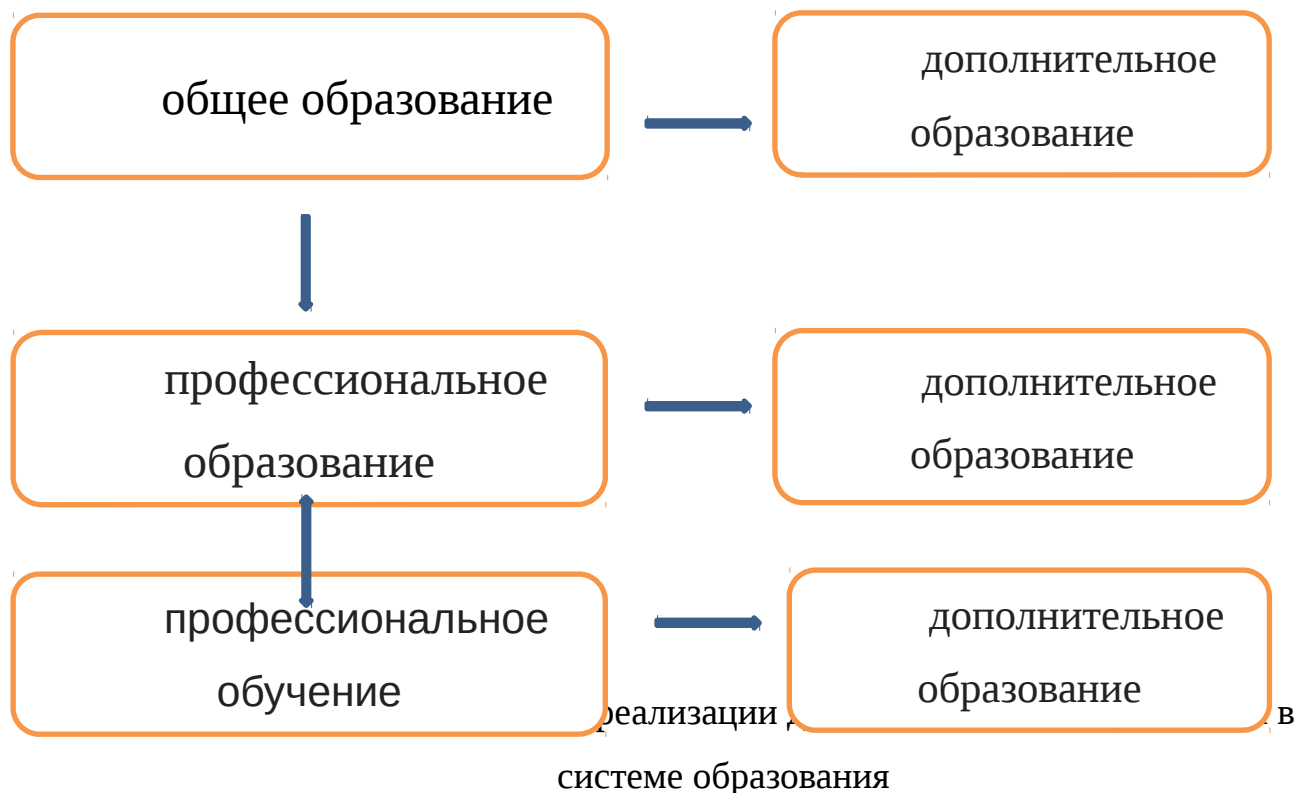 общее образование
дополнительное
образование
профессиональное
образование
дополнительное
образование
профессиональное
обучение
дополнительное
образование
реализации в
системе образования